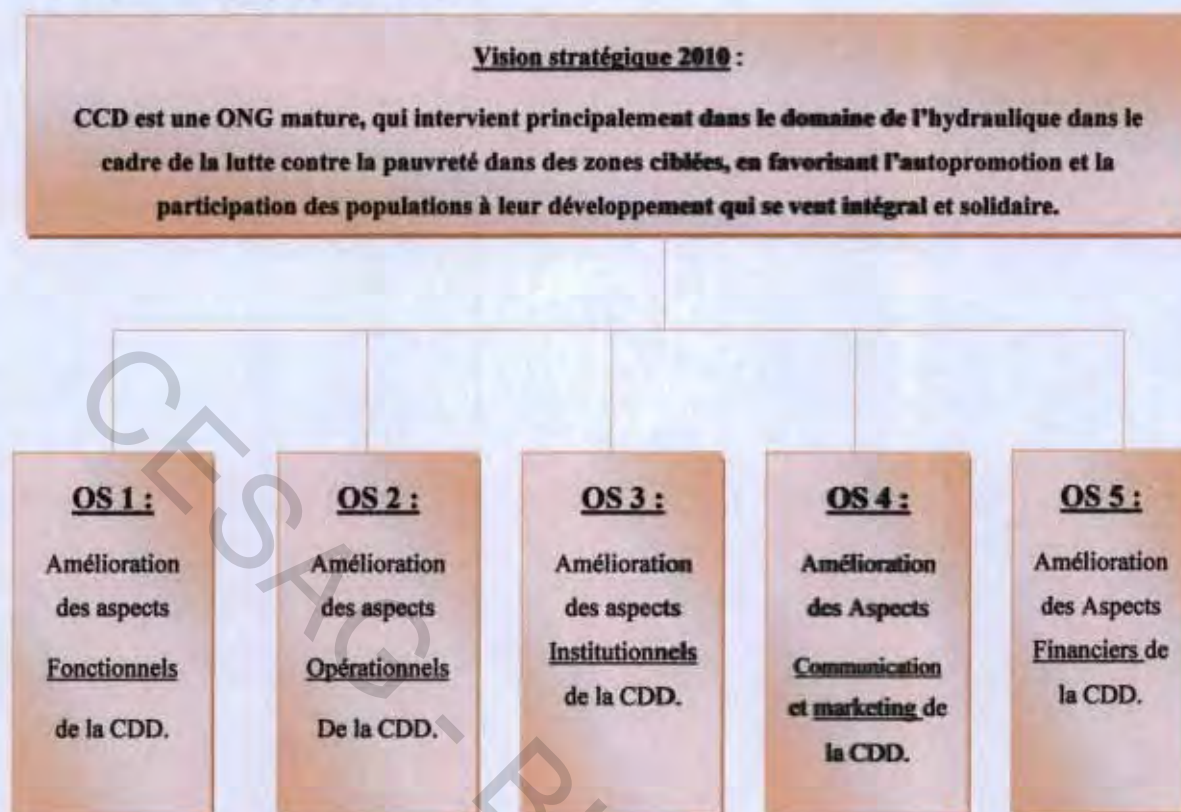 Vision stratégique 2010 :
CCD est une ONG mature, qui intervient principalement dans le domaine de l'hydraulique dans le
cadre de la lutte contre la pauvreté dans des zones ciblées, en favorisant l'autopromotion et la
participation des populations à leur développement qui se veut intégral et solidaire.
OS 1 :
Amélioration
des aspects
Fonctionnels
de la CDD.
OS 2 :
Amélioration
des aspects
Opérationnels
De la CDD.
OS 3 :
Amélioration
des aspects
Institutionnels
de la CDD.
OS 4 :
Amélioration
des Aspects
Communication
et marketing de
la CDD.
OS 5 :
Amélioration
des Aspects
Financiers de
la CDD.
CESAG - BI